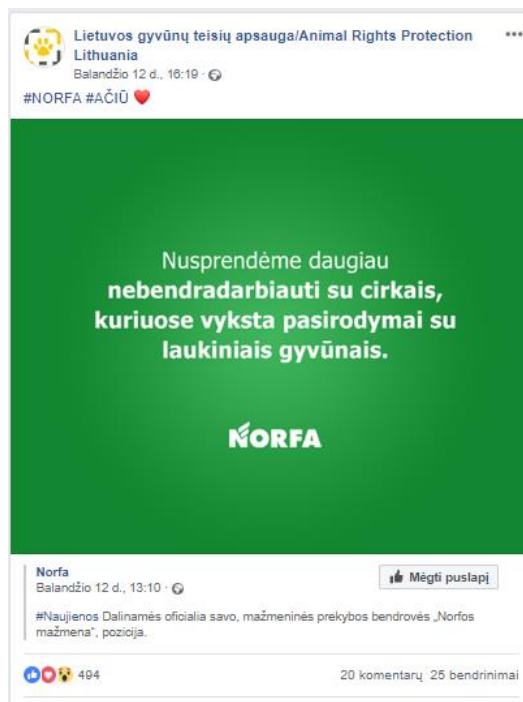 Lietuvos gyvūnų teisių apsauga/Animal Rights Protection
Lithuania
Balandžio 12 d., 16:19 ·
#NORFA #AČIŪ
Nusprendėme daugiau
nebendradarbiauti su cirkais,
kuriuose vyksta pasirodymai su
laukiniais gyvūnais.
NORFA
Norfa
Balandžio 12 d., 13:10 ·
Mėgti puslapį
#Naujienos Dalinamės oficialia savo, mažmeninės prekybos bendrovės „Norfos
mažmena“, pozicija.
494
20 komentarų 25 bendrinimai